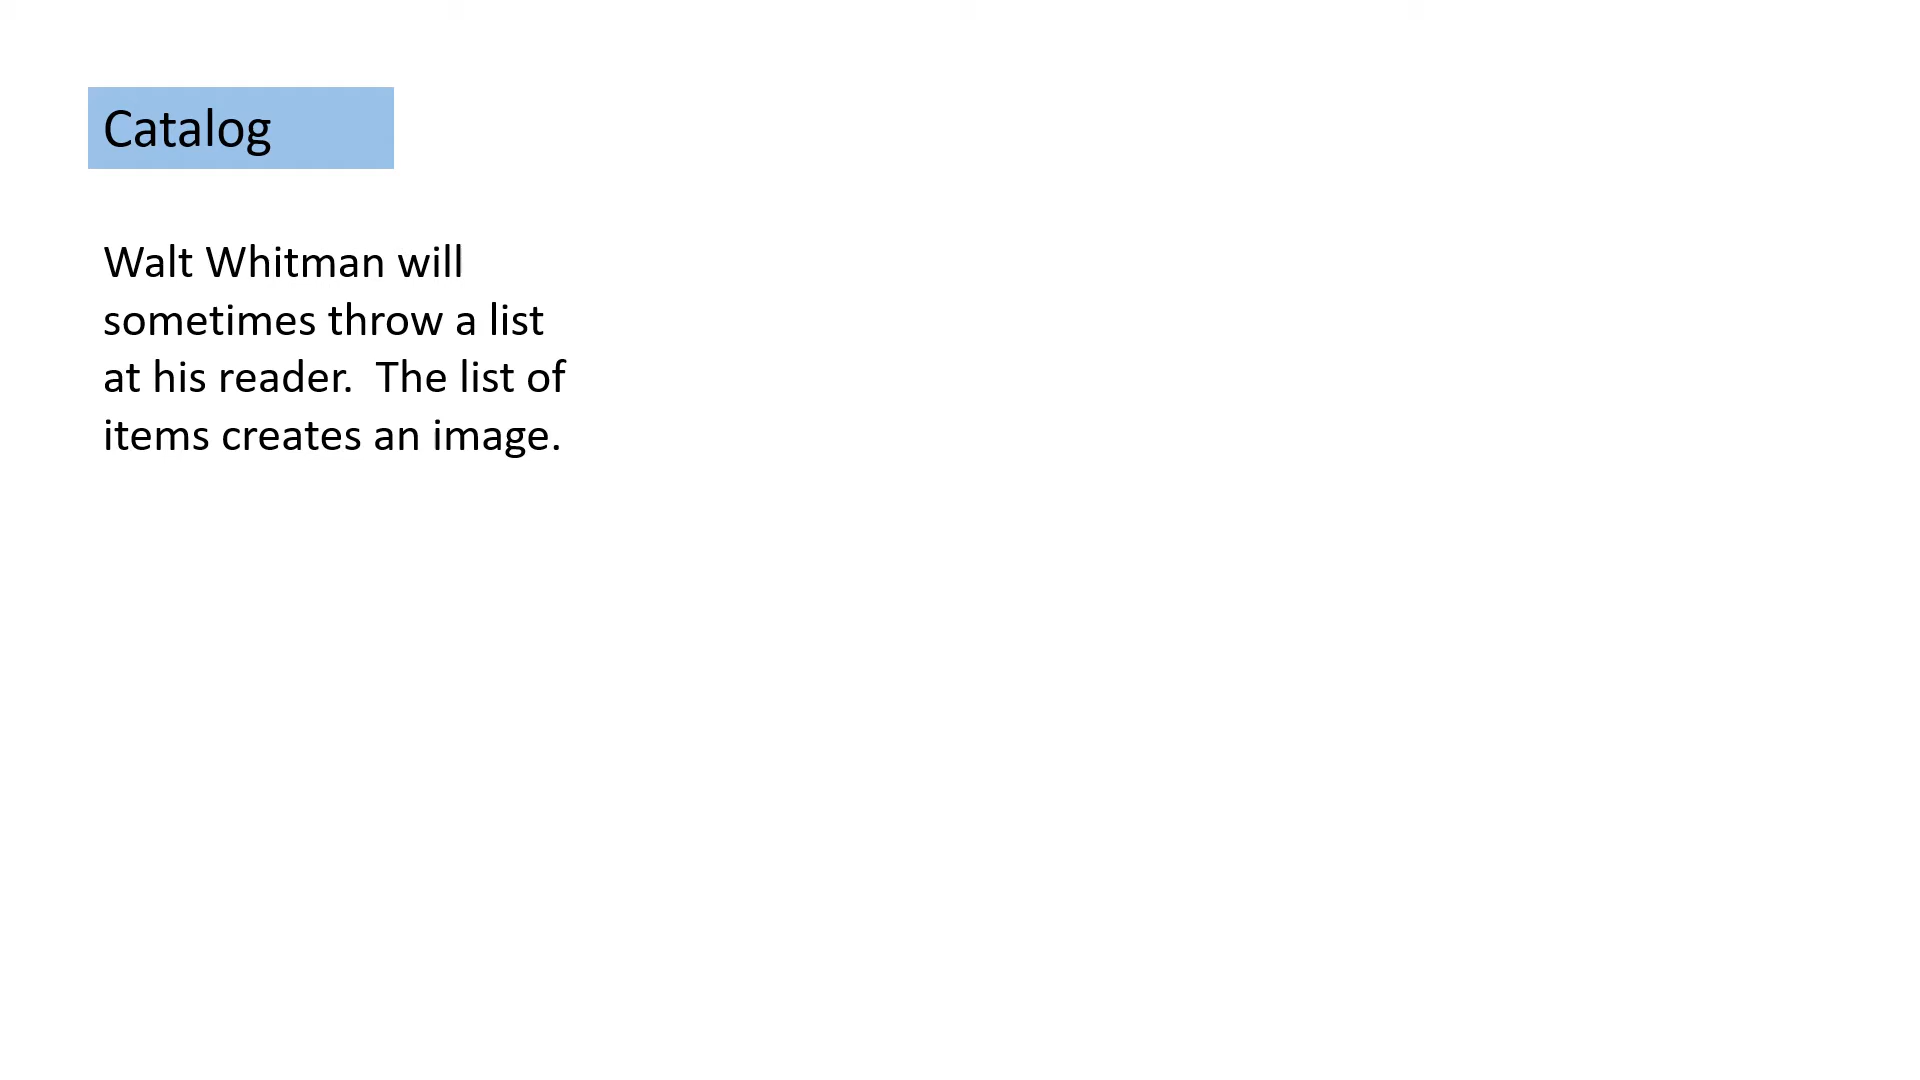 Catalog
Walt Whitman will
sometimes throw a list
at his reader.  The list of
items creates an image.